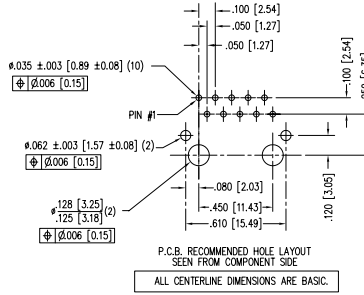 .100 [2.54]
.050 [1.27]
.050 [1.27]
ø.035 ±.003 [0.89 ±0.08] (10)
⌖ Ø.006 [0.15]
.100 [2.54]
PIN #1
ø.062 ±.003 [1.57 ±0.08] (2)
⌖ Ø.006 [0.15]
ø.128 [3.25]
.125 [3.18] (2)
⌖ Ø.006 [0.15]
.080 [2.03]
.450 [11.43]
.610 [15.49]
.120 [3.05]
P.C.B. RECOMMENDED HOLE LAYOUT
SEEN FROM COMPONENT SIDE
ALL CENTERLINE DIMENSIONS ARE BASIC.